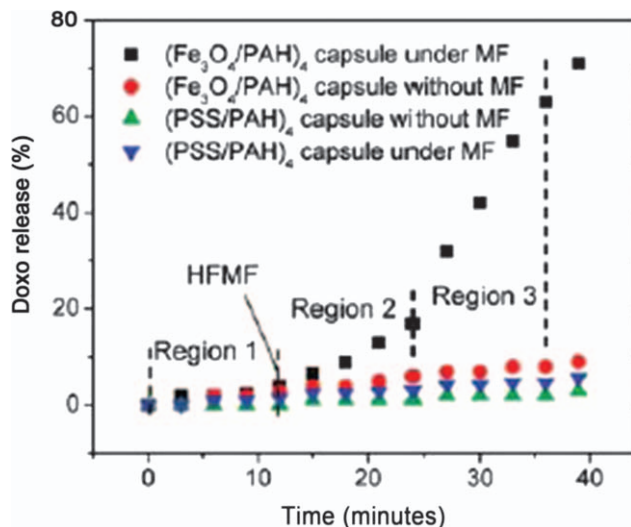 80
60
40
20
0
Doxo release (%)
(Fe₃O₄/PAH)₄ capsule under MF
(Fe₃O₄/PAH)₄ capsule without MF
(PSS/PAH)₄ capsule without MF
(PSS/PAH)₄ capsule under MF
HFMF
Region 1
Region 2
Region 3
0 10 20 30 40
Time (minutes)